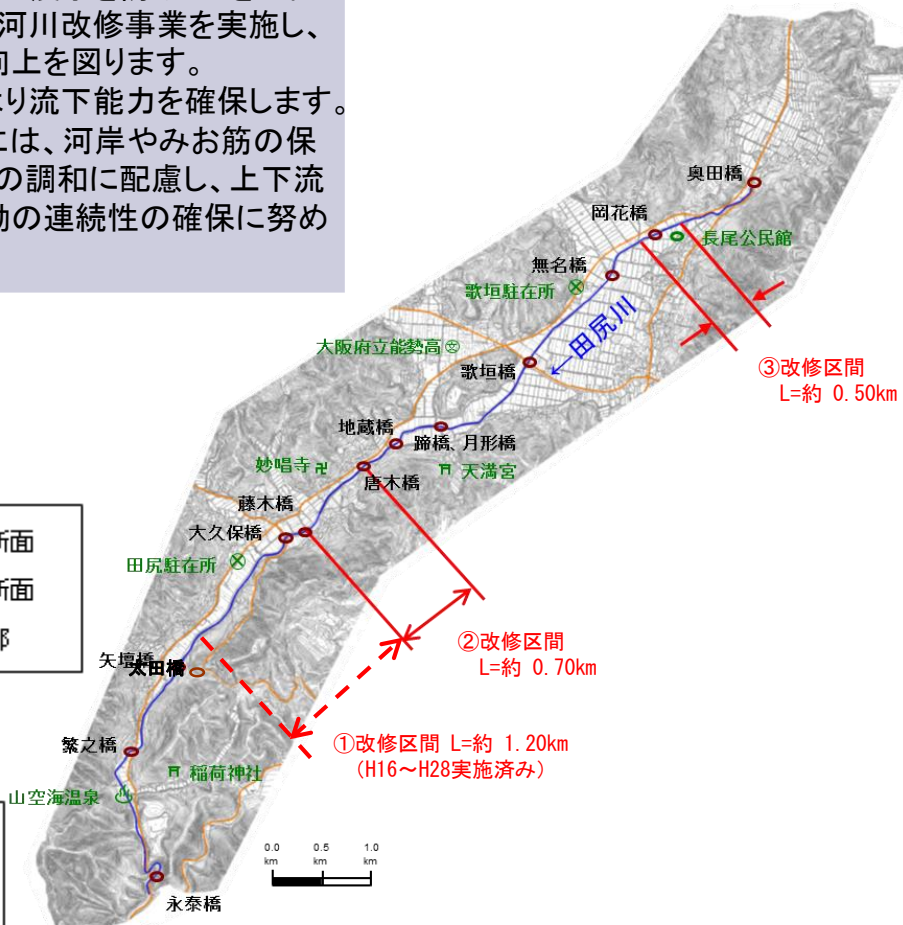 河川改修事業を実施し、
向上を図ります。
り流下能力を確保します。
には、河岸やみお筋の保
の調和に配慮し、上下流
動の連続性の確保に努め
奥田橋
岡花橋
長尾公民館
無名橋
歌垣駐在所
←田尻川
大阪府立能勢高
歌垣橋
③改修区間
L=約 0.50km
地蔵橋
蹄橋、月形橋
妙唱寺
唐木橋
天満宮
藤木橋
大久保橋
断面
田尻駐在所
断面
部
②改修区間
L=約 0.70km
矢壇橋
太田橋
①改修区間 L=約 1.20km
(H16～H28実施済み)
繁之橋
稲荷神社
山空海温泉
0.0 0.5 1.0
km km km
永泰橋